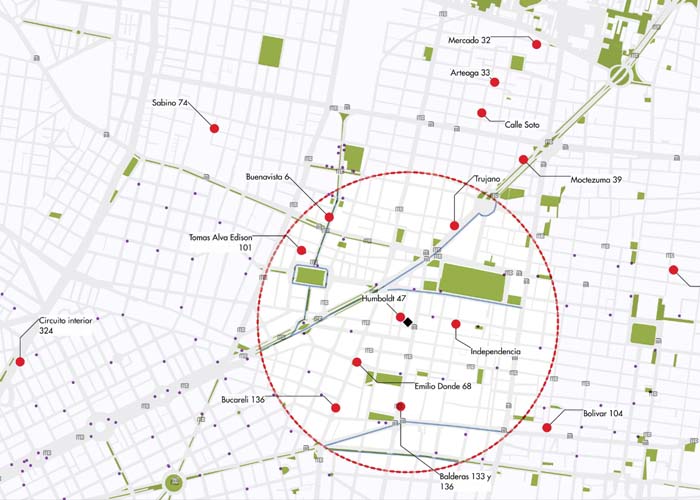 Mercado 32
Arteaga 33
Sabino 74
Calle Soto
Buenavista 6
Trujano
Moctezuma 39
Tomas Alva Edison
101
Humboldt 47
Circuito interior
324
Independencia
Emilio Donde 68
Bucareli 136
Bolivar 104
Balderas 133 y
136